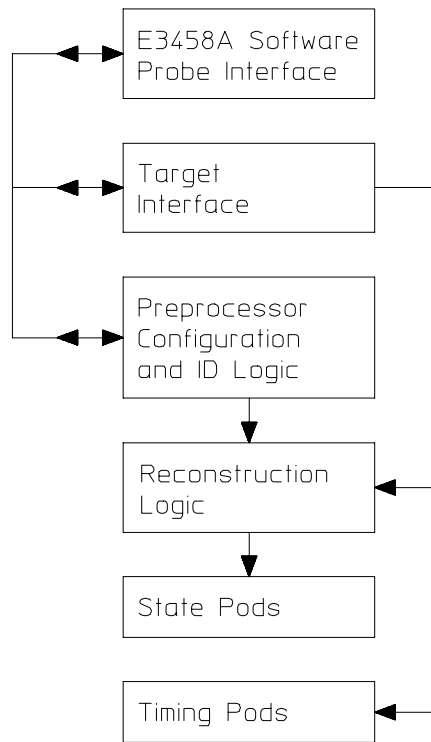 E3458A Software
Probe Interface
Target
Interface
Preprocessor
Configuration
and ID Logic
Reconstruction
Logic
State Pods
Timing Pods